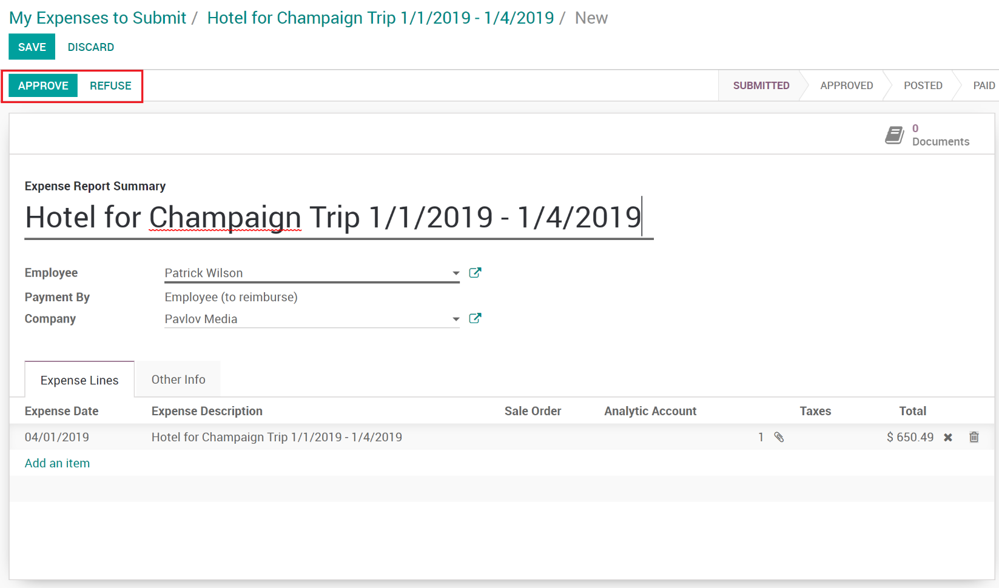 My Expenses to Submit / Hotel for Champaign Trip 1/1/2019 - 1/4/2019 / New
SAVE DISCARD
APPROVE REFUSE SUBMITTED APPROVED POSTED PAID
0
Documents
Expense Report Summary
Hotel for Champaign Trip 1/1/2019 - 1/4/2019
Employee Patrick Wilson
Payment By Employee (to reimburse)
Company Pavlov Media
Expense Lines Other Info
Expense Date Expense Description Sale Order Analytic Account Taxes Total
04/01/2019 Hotel for Champaign Trip 1/1/2019 - 1/4/2019 1 $ 650.49
Add an item